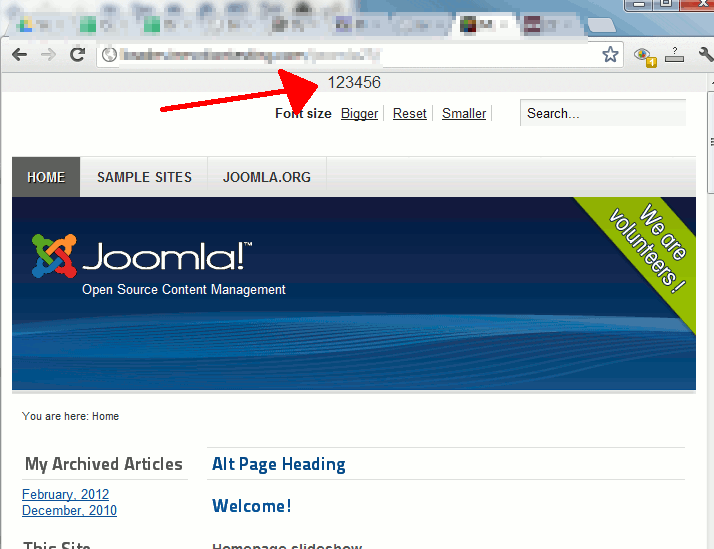 123456
Font size Bigger Reset Smaller Search...
HOME SAMPLE SITES JOOMLA.ORG
We are
volunteers !
Joomla!™
Open Source Content Management
You are here: Home
My Archived Articles
February, 2012
December, 2010
This Site
Alt Page Heading
Welcome!
Homepage slideshow